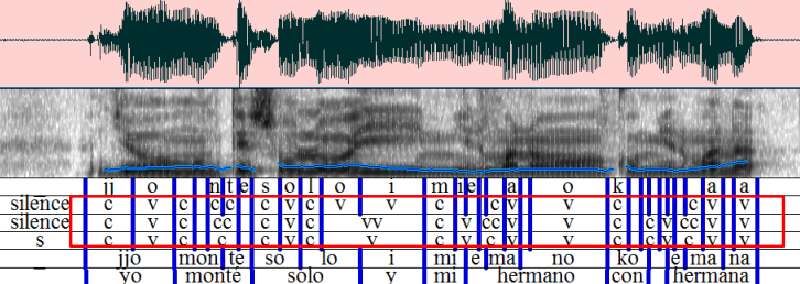 jj o n t e s o l o i m i e a o k a a
silence c v c c c c v c v v c c v v c c v v
silence c v c cc c v c vv c v cc v v c c v cc v v
s c v c c c v c v c v c v v c c v c v v
jjo mon te so lo i mi e ma no ko e ma na
yo monté solo y mi hermano con hermana